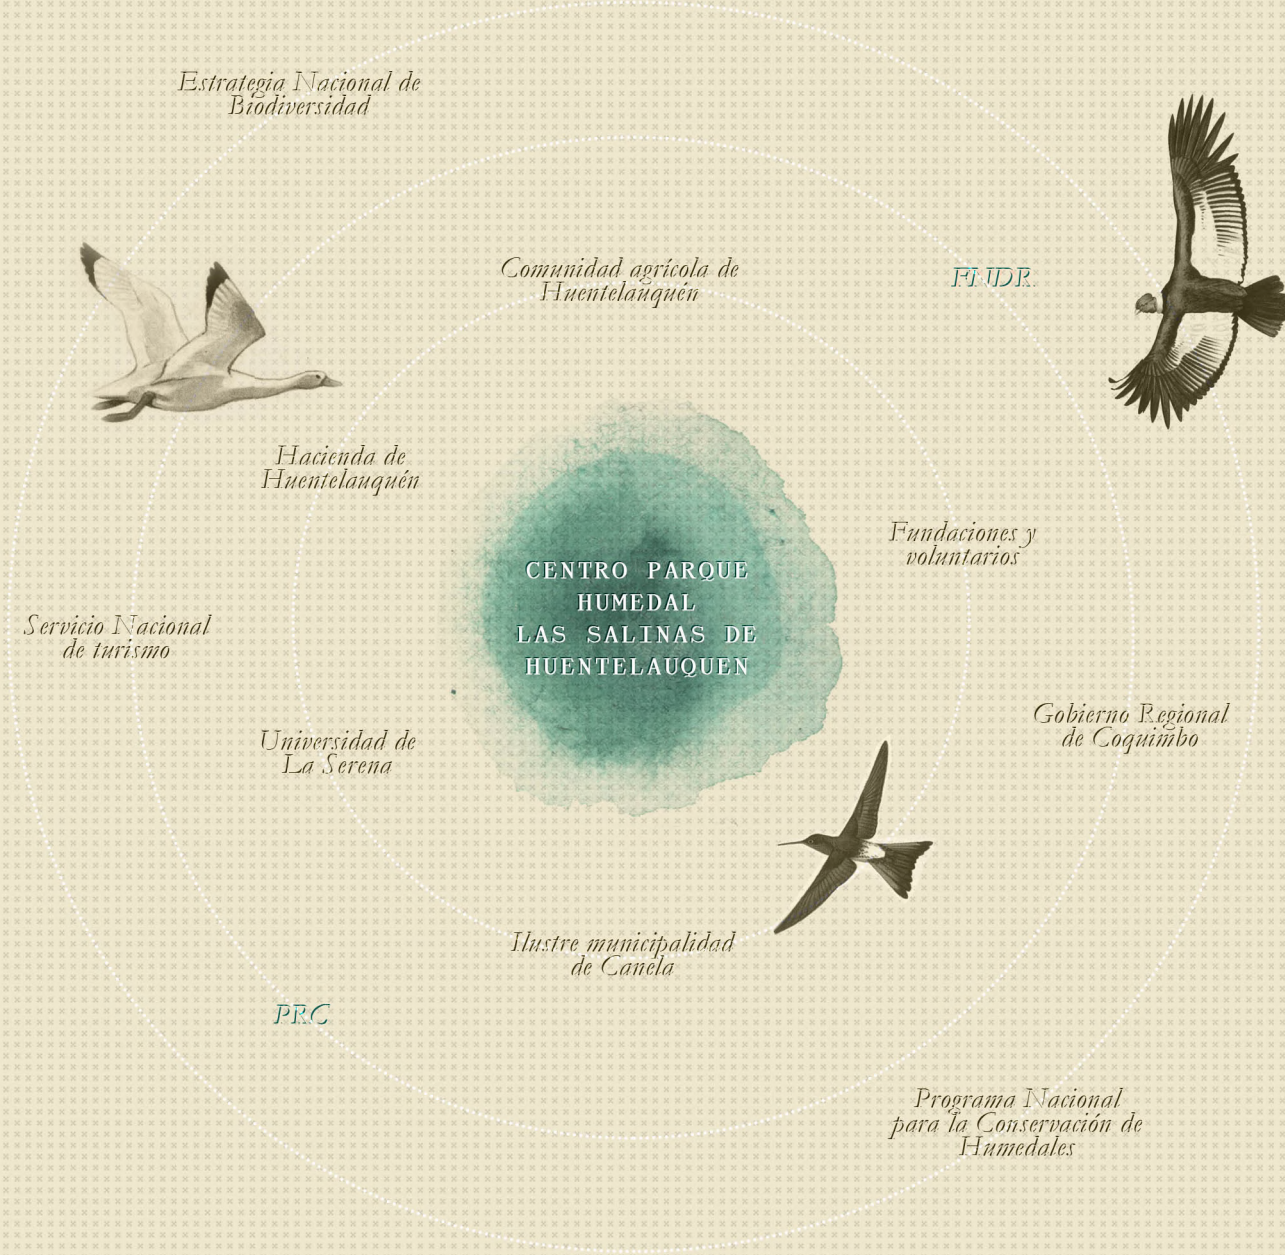 Estrategia Nacional de
Biodiversidad
Comunidad agrícola de
Huentelauquén
FNDR
Hacienda de
Huentelauquén
Fundaciones y
voluntarios
CENTRO PARQUE
HUMEDAL
LAS SALINAS DE
HUENTELAUQUEN
Servicio Nacional
de turismo
Gobierno Regional
de Coquimbo
Universidad de
La Serena
Ilustre municipalidad
de Canela
PRC
Programa Nacional
para la Conservación de
Humedales